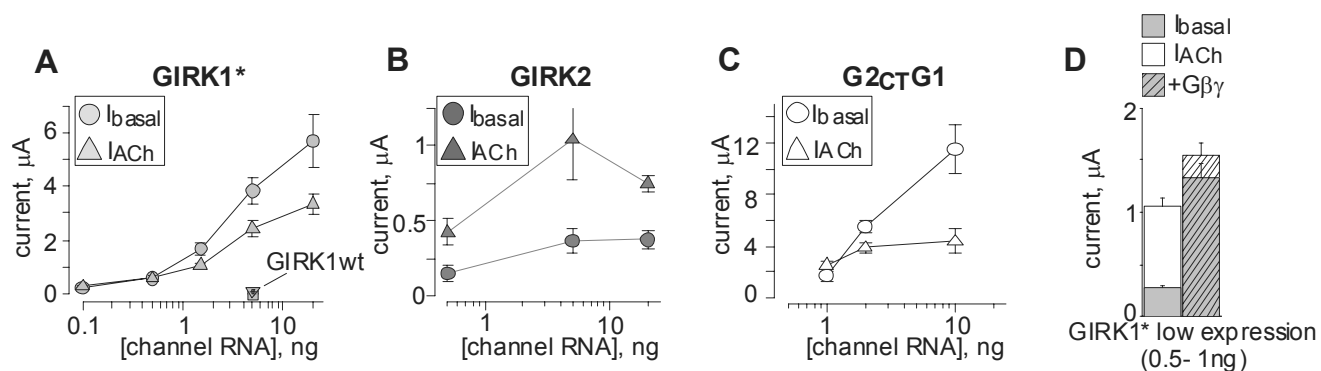 A
GIRK1*
Ibasal
IACh
current, μA
6
4
2
0
GIRK1wt
0.1
1
10
[channel RNA], ng
B
GIRK2
Ibasal
IACh
current, μA
1
0.5
0
1
10
[channel RNA], ng
C
G2CTG1
Ibasal
IACh
current, μA
12
8
4
0
1
10
[channel RNA], ng
D
Ibasal
IACh
+Gβγ
current, μA
2
1
0
GIRK1* low expression
(0.5- 1ng)